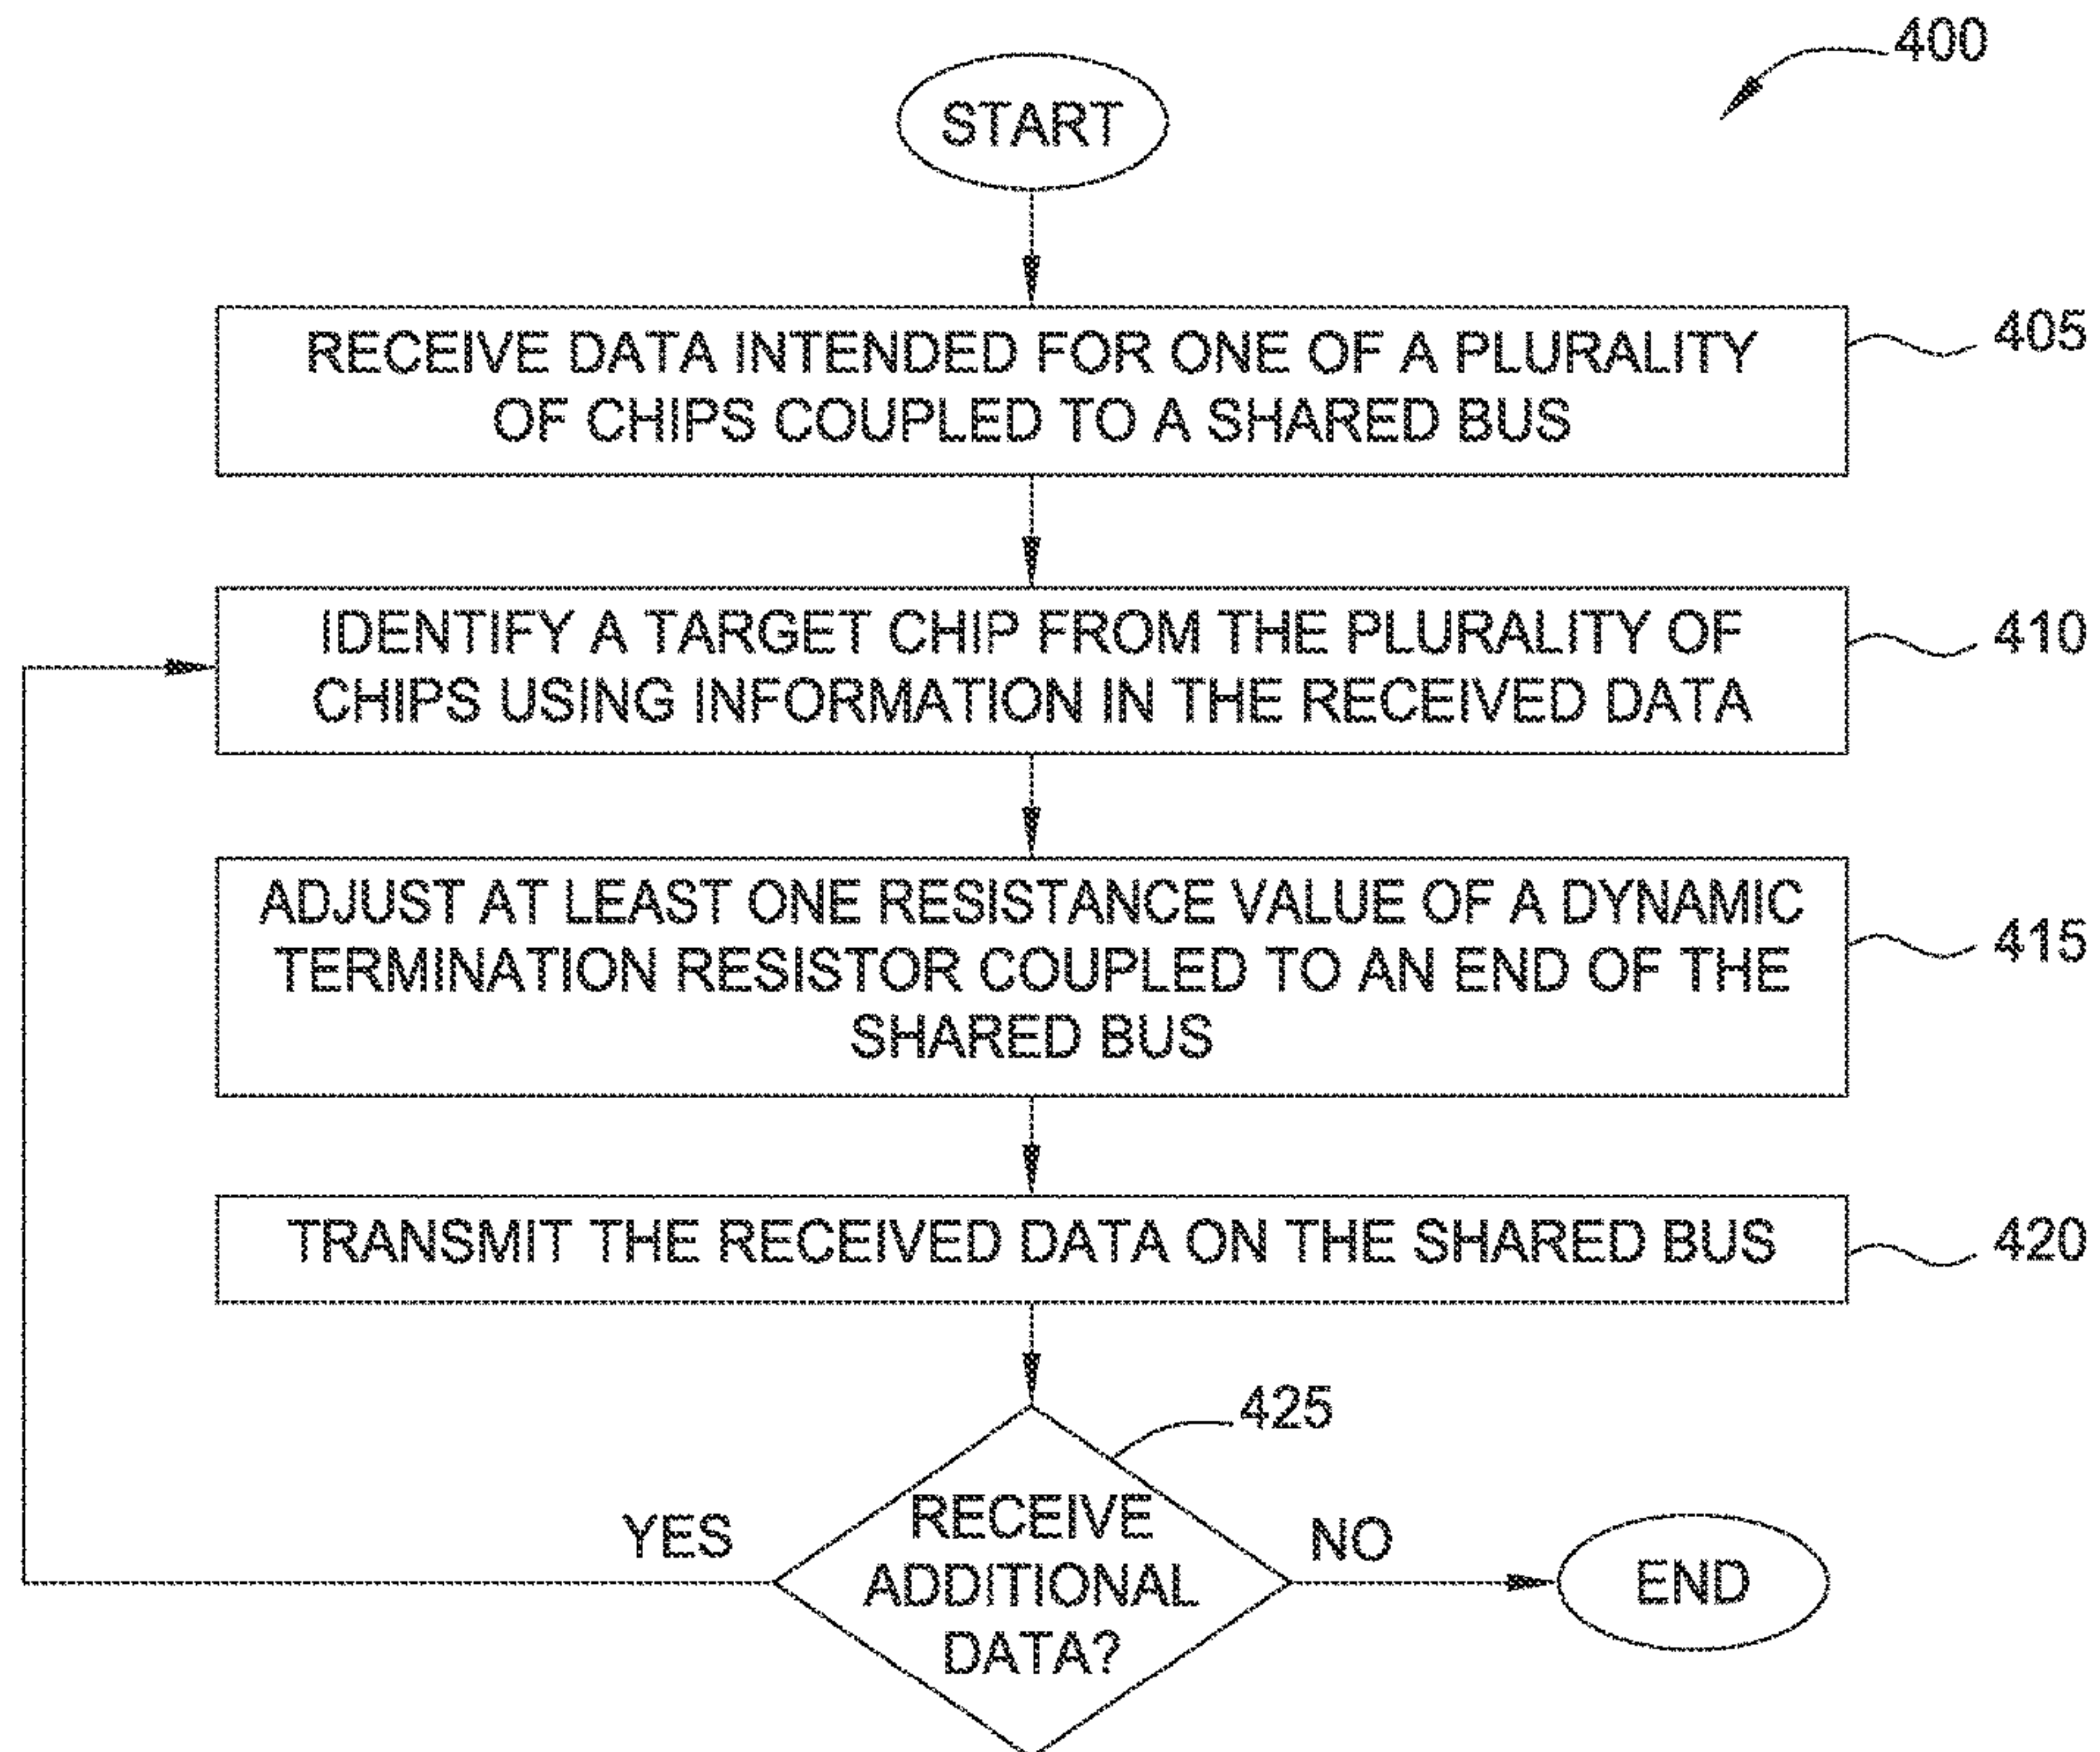 400
START
RECEIVE DATA INTENDED FOR ONE OF A PLURALITY
OF CHIPS COUPLED TO A SHARED BUS
405
IDENTIFY A TARGET CHIP FROM THE PLURALITY OF
CHIPS USING INFORMATION IN THE RECEIVED DATA
410
ADJUST AT LEAST ONE RESISTANCE VALUE OF A DYNAMIC
TERMINATION RESISTOR COUPLED TO AN END OF THE
SHARED BUS
415
TRANSMIT THE RECEIVED DATA ON THE SHARED BUS
420
425
RECEIVE
ADDITIONAL
DATA?
YES
NO
END